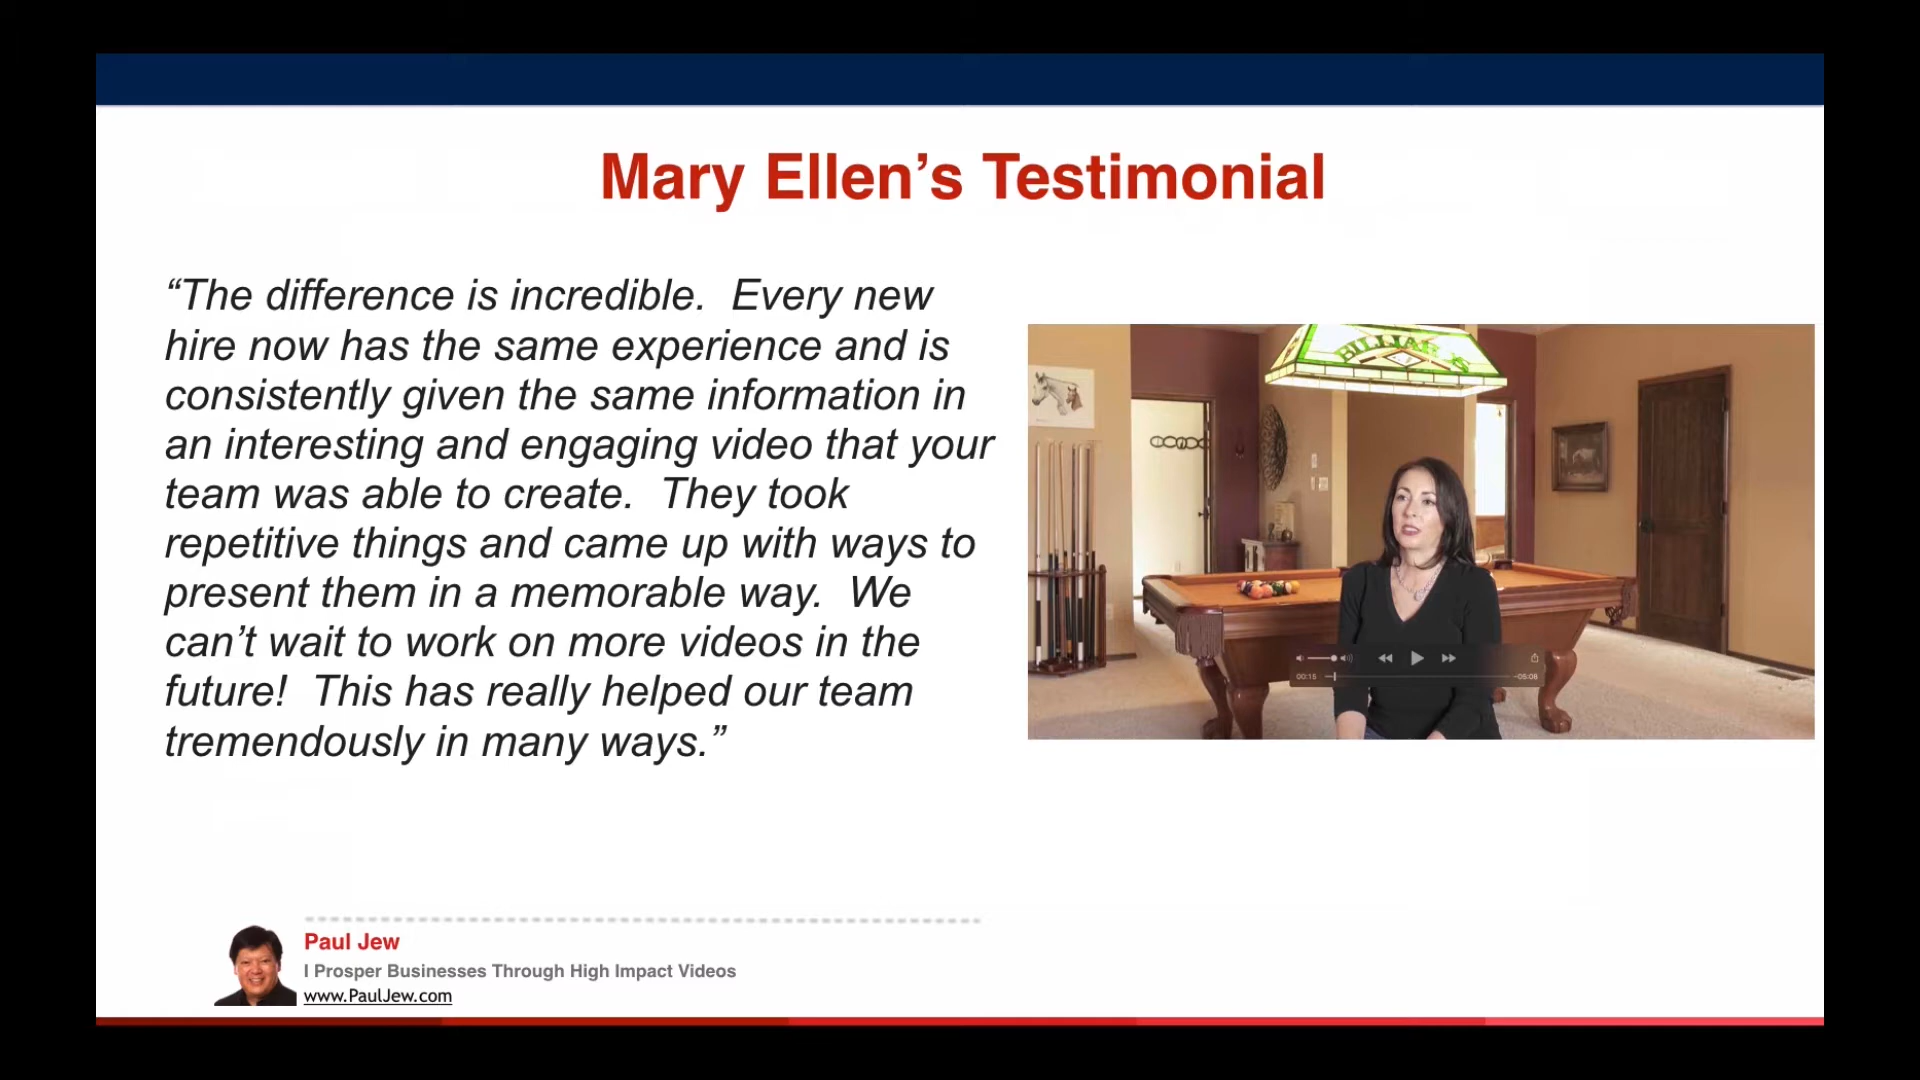 Mary Ellen’s Testimonial
“The difference is incredible.  Every new
hire now has the same experience and is
consistently given the same information in
an interesting and engaging video that your
team was able to create.  They took
repetitive things and came up with ways to
present them in a memorable way.  We
can’t wait to work on more videos in the
future!  This has really helped our team
tremendously in many ways.”
00:15
-05:08
Paul Jew
I Prosper Businesses Through High Impact Videos
www.PaulJew.com